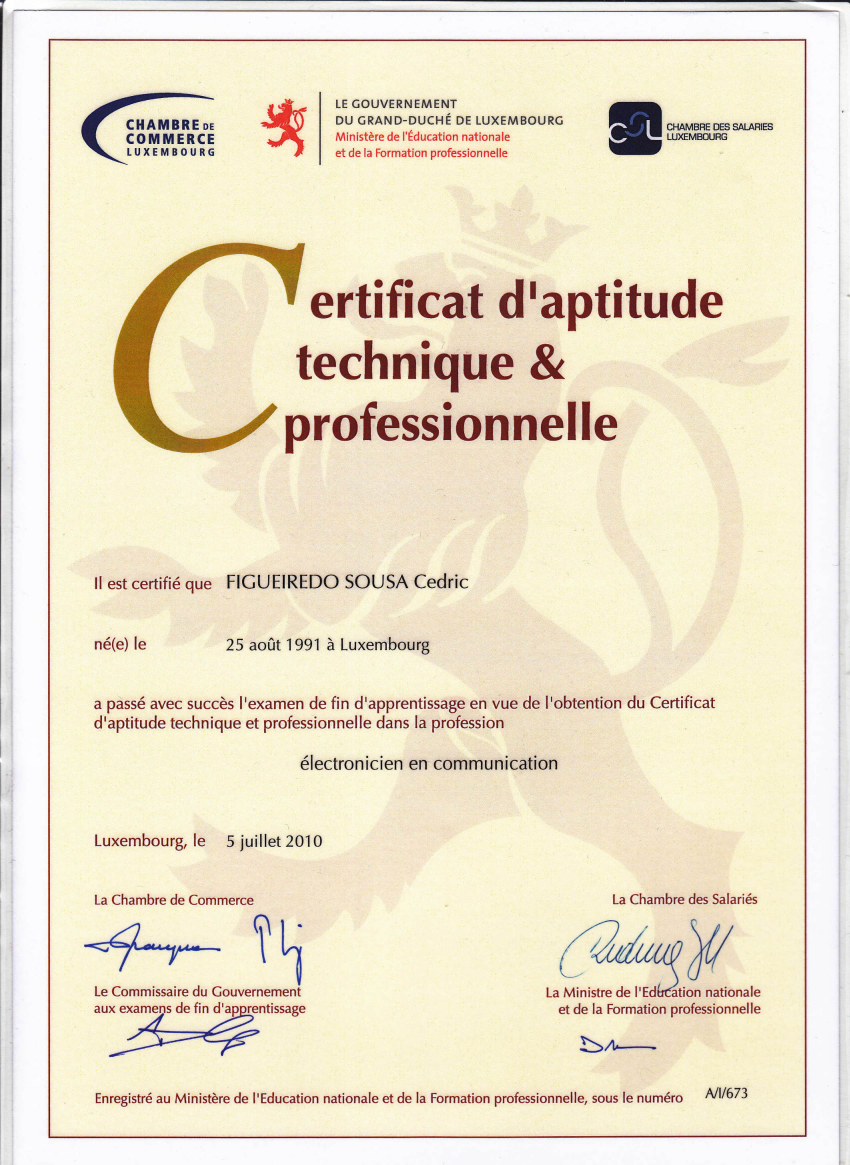 CHAMBRE DE
COMMERCE
LUXEMBOURG
LE GOUVERNEMENT
DU GRAND-DUCHÉ DE LUXEMBOURG
Ministère de l'Éducation nationale
et de la Formation professionnelle
CSL
CHAMBRE DES SALARIES
LUXEMBOURG
Certificat d'aptitude
technique &
professionnelle
Il est certifié que FIGUEIREDO SOUSA Cedric
né(e) le 25 août 1991 à Luxembourg
a passé avec succès l'examen de fin d'apprentissage en vue de l'obtention du Certificat
d'aptitude technique et professionnelle dans la profession
électronicien en communication
Luxembourg, le 5 juillet 2010
La Chambre de Commerce
La Chambre des Salariés
Le Commissaire du Gouvernement
aux examens de fin d'apprentissage
La Ministre de l'Education nationale
et de la Formation professionnelle
Enregistré au Ministère de l'Education nationale et de la Formation professionnelle, sous le numéro A/I/673